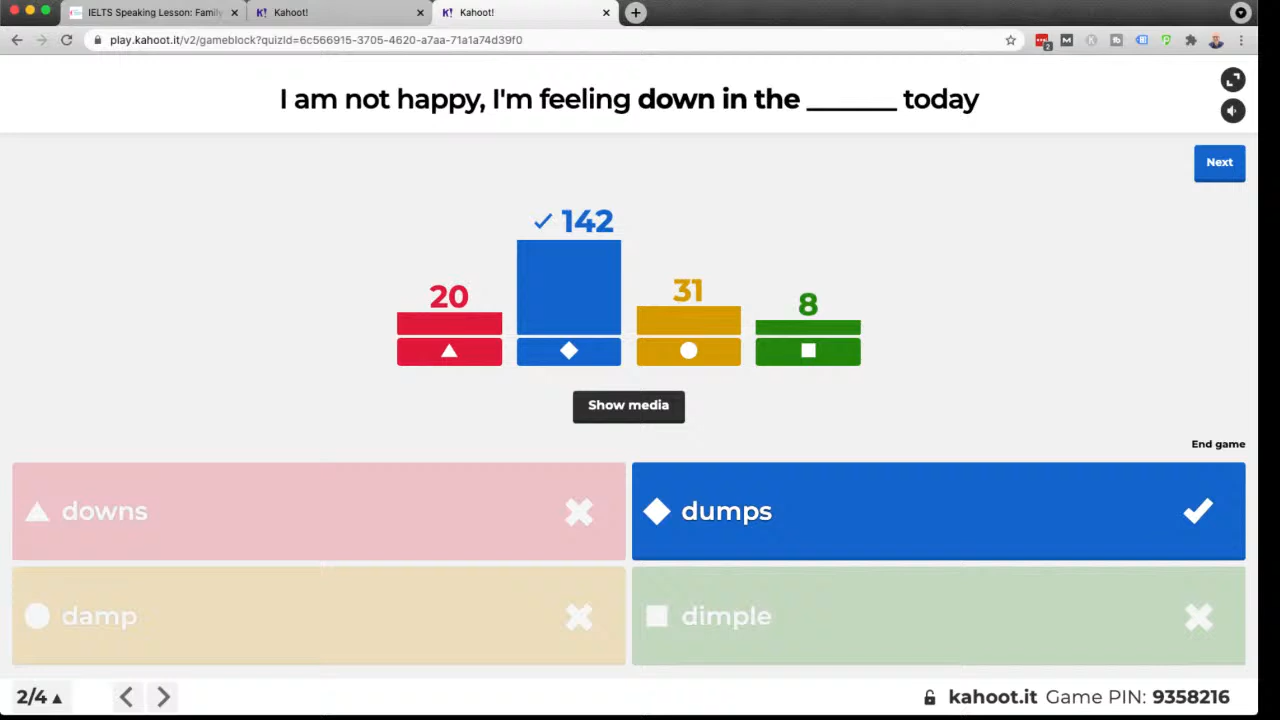 IELTS Speaking Lesson: Family
Kahoot!
Kahoot!
play.kahoot.it/v2/gameblock?quizId=6c566915-3705-4620-a7aa-71a1a74d39f0
I am not happy, I'm feeling down in the _______ today
Next
142
20
31
8
Show media
End game
downs
dumps
damp
dimple
2/4
kahoot.it Game PIN: 9358216